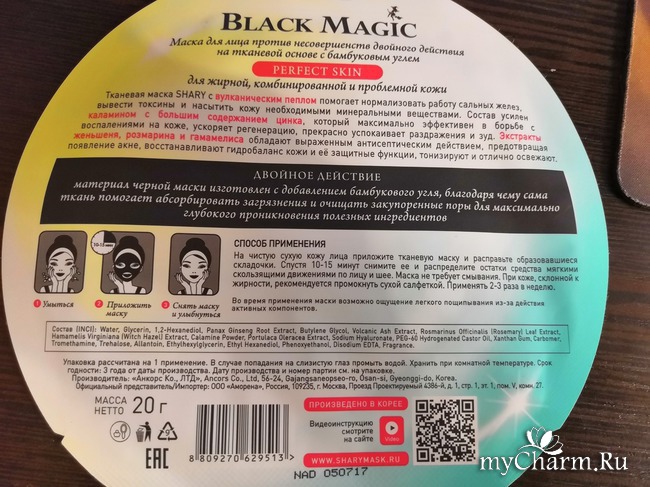 BLACK MAGIC
Маска для лица против несовершенств двойного действия
на тканевой основе с бамбуковым углем
PERFECT SKIN
для жирной, комбинированной и проблемной кожи
Тканевая маска SHARY с вулканическим пеплом помогает нормализовать работу сальных желез,
вывести токсины и насытить кожу необходимыми минеральными веществами. Состав усилен
каламином с большим содержанием цинка, который максимально эффективен в борьбе с
воспалениями на коже, ускоряет регенерацию, прекрасно успокаивает раздражения и зуд. Экстракты
женьшеня, розмарина и гамамелиса обладают выраженным антисептическим действием, предотвращая
появление акне, восстанавливают гидробаланс кожи и её защитные функции, тонизируют и отлично освежают.
ДВОЙНОЕ ДЕЙСТВИЕ
материал черной маски изготовлен с добавлением бамбукового угля, благодаря чему сама
ткань помогает абсорбировать загрязнения и очищать закупоренные поры для максимально
глубокого проникновения полезных ингредиентов
10-15 мин
1 Умыться
2 Приложить
маску
3 Снять маску
и улыбнуться
СПОСОБ ПРИМЕНЕНИЯ
На чистую сухую кожу лица приложите тканевую маску и расправьте образовавшиеся
складочки. Спустя 10-15 минут снимите ее и распределите остатки средства мягкими
скользящими движениями по лицу и шее. Маска не требует смывания. При коже, склонной к
жирности, рекомендуется промокнуть сухой салфеткой. Применять 2-3 раза в неделю.
Во время применения маски возможно ощущение легкого пощипывания из-за действия
активных компонентов.
Состав (INCI): Water, Glycerin, 1,2-Hexanediol, Panax Ginseng Root Extract, Butylene Glycol, Volcanic Ash Extract, Rosmarinus Officinalis (Rosemary) Leaf Extract,
Hamamelis Virginiana (Witch Hazel) Extract, Calamine Powder, Portulaca Oleracea Extract, Sodium Hyaluronate, PEG-60 Hydrogenated Castor Oil, Xanthan Gum, Carbomer,
Tromethamine, Trehalose, Allantoin, Ethylhexylglycerin, Ethyl Hexanediol, Phenoxyethanol, Disodium EDTA, Fragrance.
Упаковка рассчитана на 1 применение. В случае попадания на слизистую глаз промыть водой. Хранить при комнатной температуре. Срок
годности: 3 года от даты производства. Дата производства и номер партии см. на упаковке.
Производитель: «Анкорс Ко., ЛТД», Ancors Co., Ltd, 56-24, Gajangsaneopseo-ro, Osan-si, Gyeonggi-do, Korea.
Официальный представитель/Импортер: ООО «Аморена», Россия, 109235, г. Москва, Проезд Проектируемый 4386-й, д. 1, стр. 1, эт. 1, пом. V, комн. 27.
МАССА
НЕТТО 20 г
EAC
8 809270 629513
ПРОИЗВЕДЕНО В КОРЕЕ
Видеоинструкцию
смотрите
на сайте
Video
WWW.SHARYMASK.RU
NAD 050717
myCharm.Ru